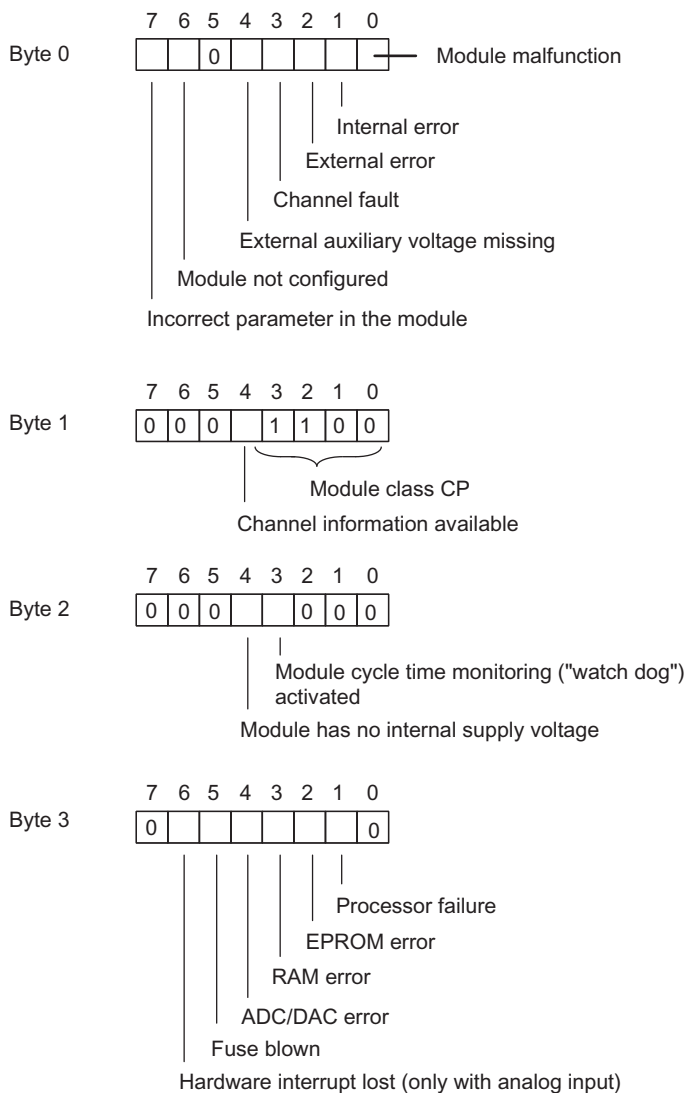 7 6 5 4 3 2 1 0
Byte 0
0
Module malfunction
Internal error
External error
Channel fault
External auxiliary voltage missing
Module not configured
Incorrect parameter in the module
7 6 5 4 3 2 1 0
Byte 1
0 0 0 1 1 0 0
Module class CP
Channel information available
7 6 5 4 3 2 1 0
Byte 2
0 0 0 0 0 0
Module cycle time monitoring ("watch dog")
activated
Module has no internal supply voltage
7 6 5 4 3 2 1 0
Byte 3
0 0
Processor failure
EPROM error
RAM error
ADC/DAC error
Fuse blown
Hardware interrupt lost (only with analog input)